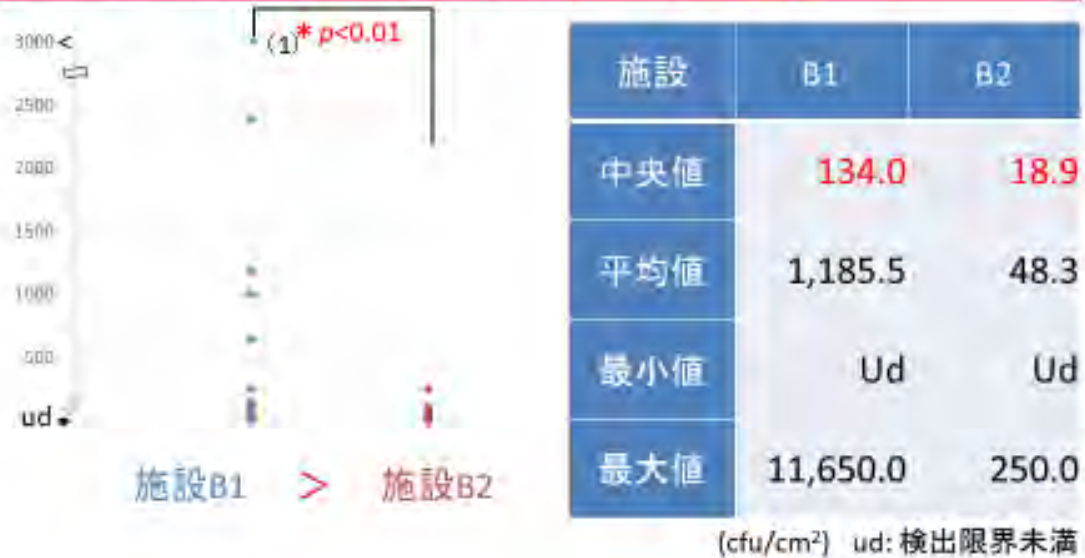 3000<
(1)* p<0.01
2500
2000
1500
1000
500
ud
施設B1 > 施設B2
施設 B1 B2
中央値 134.0 18.9
平均値 1,185.5 48.3
最小値 Ud Ud
最大値 11,650.0 250.0
(cfu/cm²) ud: 検出限界未満